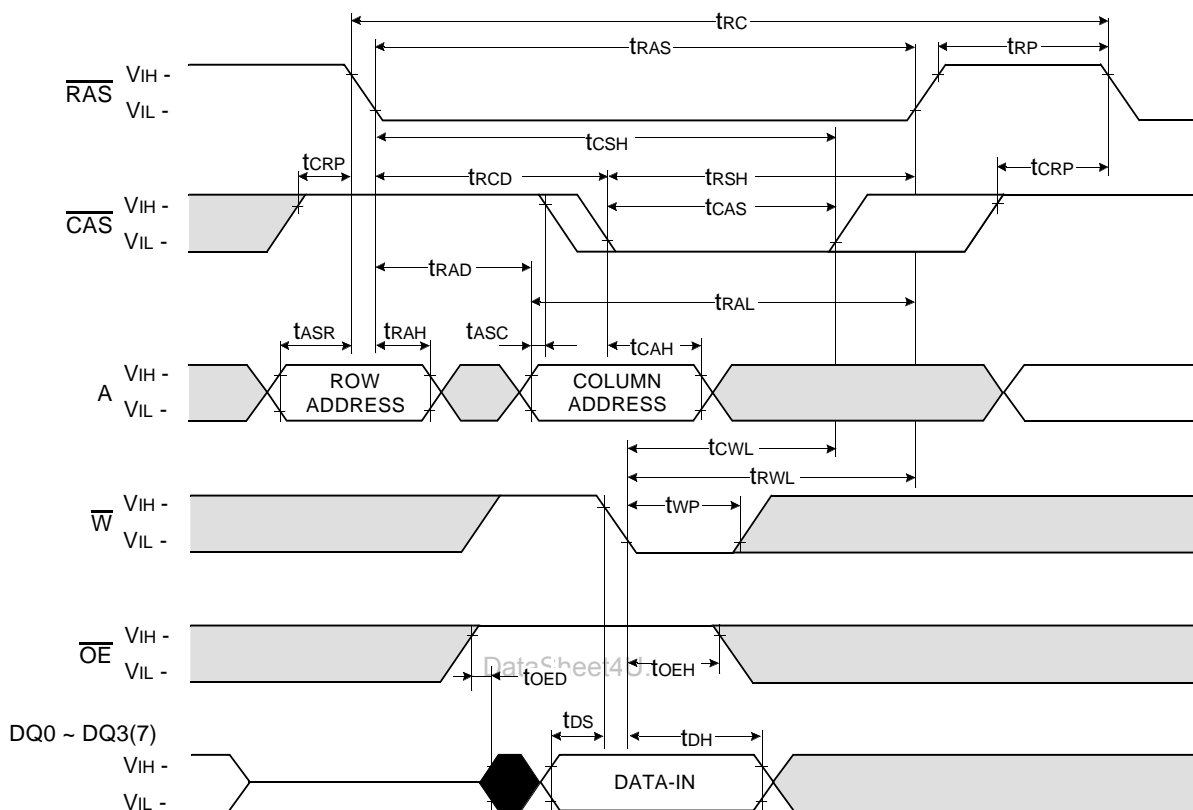 tRC
tRAS
tRP
RAS
VIH -
VIL -
tCSH
tCRP
tRCD
tRSH
tCRP
CAS
VIH -
VIL -
tCAS
tRAD
tRAL
tASR
tRAH
tASC
tCAH
A
VIH -
VIL -
ROW
ADDRESS
COLUMN
ADDRESS
tCWL
tRWL
W
VIH -
VIL -
tWP
OE
VIH -
VIL -
DataSheet4U.
tOED
tOEH
DQ0 ~ DQ3(7)
tDS
tDH
VIH -
VIL -
DATA-IN